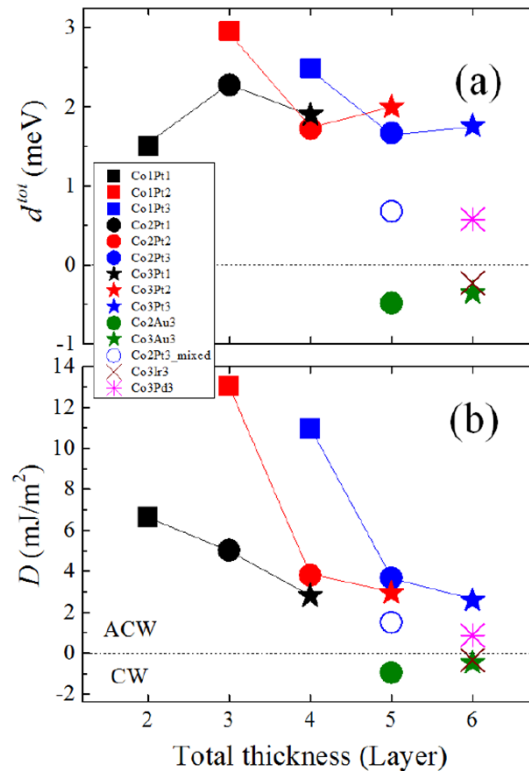 3
(a)
2
1
0
-1
d^tot (meV)
Co1Pt1
Co1Pt2
Co1Pt3
Co2Pt1
Co2Pt2
Co2Pt3
Co3Pt1
Co3Pt2
Co3Pt3
Co2Au3
Co3Au3
Co2Pt3_mixed
Co3Ir3
Co3Pd3
14
(b)
12
10
8
6
4
2
0
-2
D (mJ/m²)
ACW
CW
2 3 4 5 6
Total thickness (Layer)